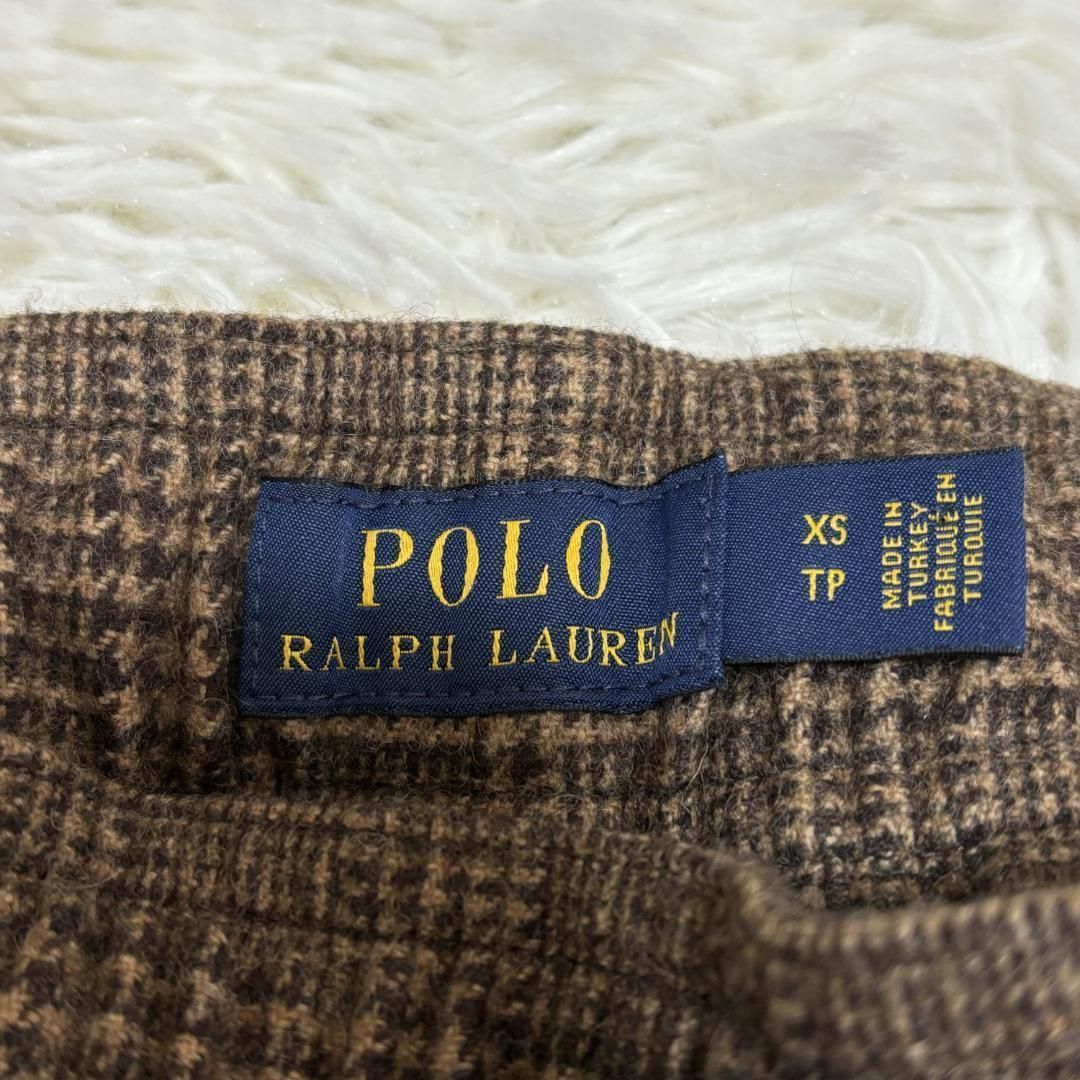 POLO
RALPH LAUREN
XS
TP
MADE IN
TURKEY
FABRIQUÉ EN
TURQUIE